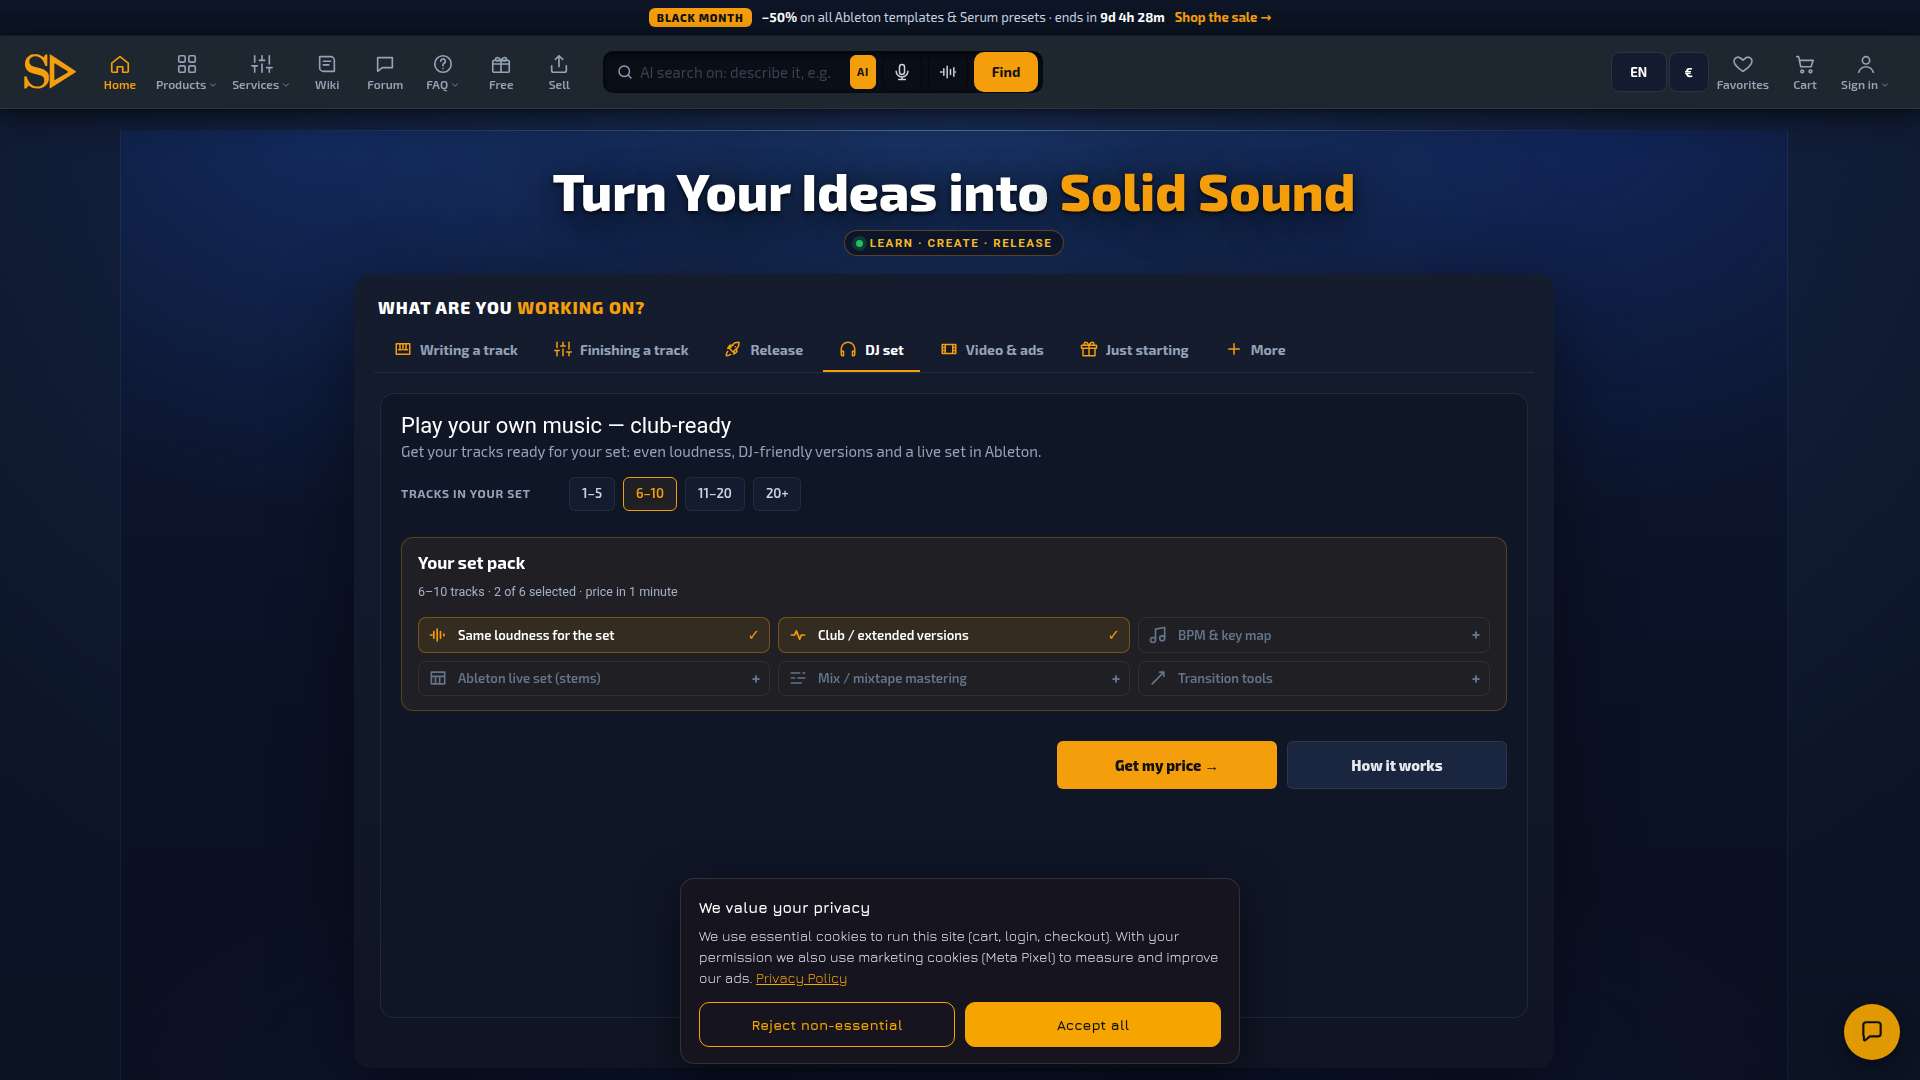 BLACK MONTH −50% on all Ableton templates & Serum presets · ends in 9d 4h 28m Shop the sale →
Home Products Services Wiki Forum FAQ Free Sell
AI search on: describe it, e.g. AI Find
EN € Favorites Cart Sign in
Turn Your Ideas into Solid Sound
LEARN · CREATE · RELEASE
WHAT ARE YOU WORKING ON?
Writing a track Finishing a track Release DJ set Video & ads Just starting + More
Play your own music — club-ready
Get your tracks ready for your set: even loudness, DJ-friendly versions and a live set in Ableton.
TRACKS IN YOUR SET 1–5 6–10 11–20 20+
Your set pack
6–10 tracks · 2 of 6 selected · price in 1 minute
Same loudness for the set ✓ Club / extended versions ✓ BPM & key map +
Ableton live set (stems) + Mix / mixtape mastering + Transition tools +
Get my price → How it works
We value your privacy
We use essential cookies to run this site (cart, login, checkout). With your
permission we also use marketing cookies (Meta Pixel) to measure and improve
our ads. Privacy Policy
Reject non-essential Accept all